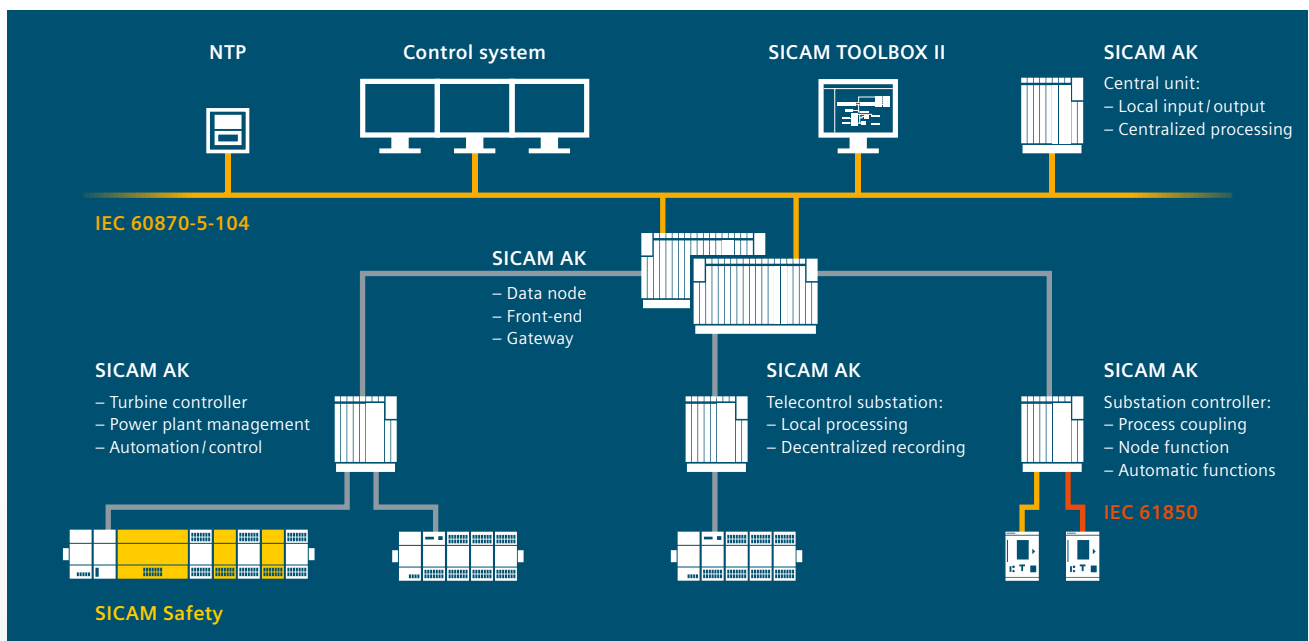 NTP
Control system
SICAM TOOLBOX II
SICAM AK
Central unit:
– Local input/output
– Centralized processing
IEC 60870-5-104
SICAM AK
– Data node
– Front-end
– Gateway
SICAM AK
– Turbine controller
– Power plant management
– Automation/control
SICAM AK
Telecontrol substation:
– Local processing
– Decentralized recording
SICAM AK
Substation controller:
– Process coupling
– Node function
– Automatic functions
IEC 61850
SICAM Safety